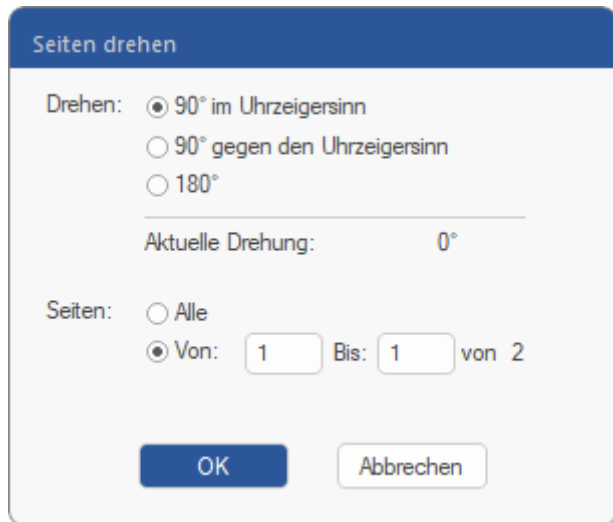 Seiten drehen
Drehen: 90° im Uhrzeigersinn
90° gegen den Uhrzeigersinn
180°
Aktuelle Drehung: 0°
Seiten: Alle
Von: 1 Bis: 1 von 2
OK Abbrechen